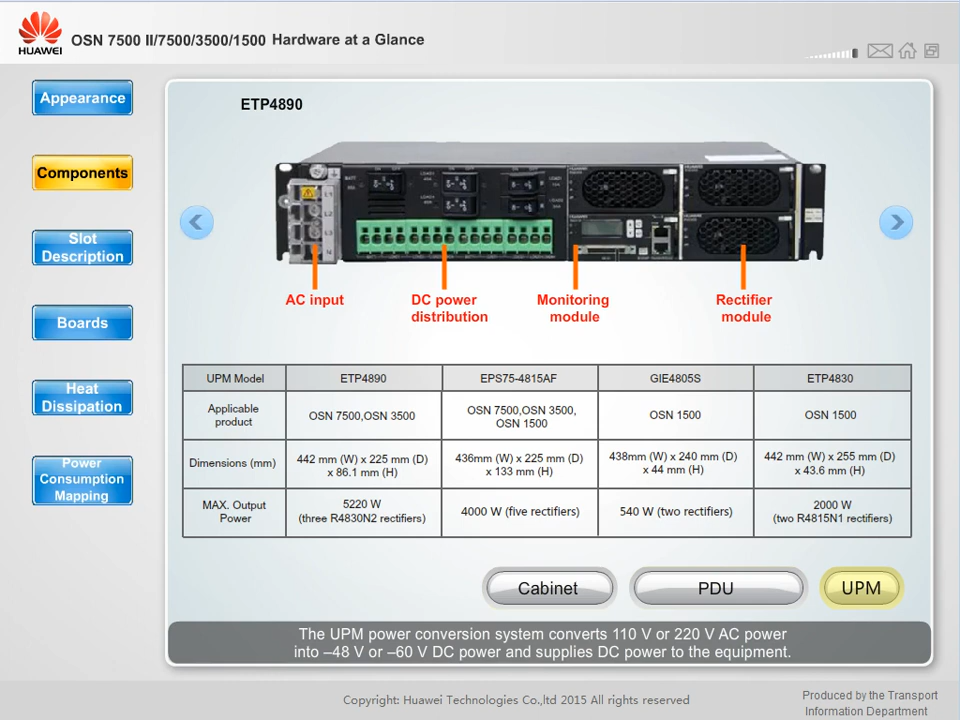 HUAWEI
OSN 7500 II/7500/3500/1500 Hardware at a Glance
Appearance
Components
Slot
Description
Boards
Heat
Dissipation
Power
Consumption
Mapping
ETP4890
AC input
DC power
distribution
Monitoring
module
Rectifier
module
UPM Model
ETP4890
EPS75-4815AF
GIE4805S
ETP4830
Applicable
product
OSN 7500,OSN 3500
OSN 7500,OSN 3500,
OSN 1500
OSN 1500
OSN 1500
Dimensions (mm)
442 mm (W) x 225 mm (D)
x 86.1 mm (H)
436mm (W) x 225 mm (D)
x 133 mm (H)
438mm (W) x 240 mm (D)
x 44 mm (H)
442 mm (W) x 255 mm (D)
x 43.6 mm (H)
MAX. Output
Power
5220 W
(three R4830N2 rectifiers)
4000 W (five rectifiers)
540 W (two rectifiers)
2000 W
(two R4815N1 rectifiers)
Cabinet
PDU
UPM
The UPM power conversion system converts 110 V or 220 V AC power
into –48 V or –60 V DC power and supplies DC power to the equipment.
Copyright: Huawei Technologies Co.,ltd 2015 All rights reserved
Produced by the Transport
Information Department